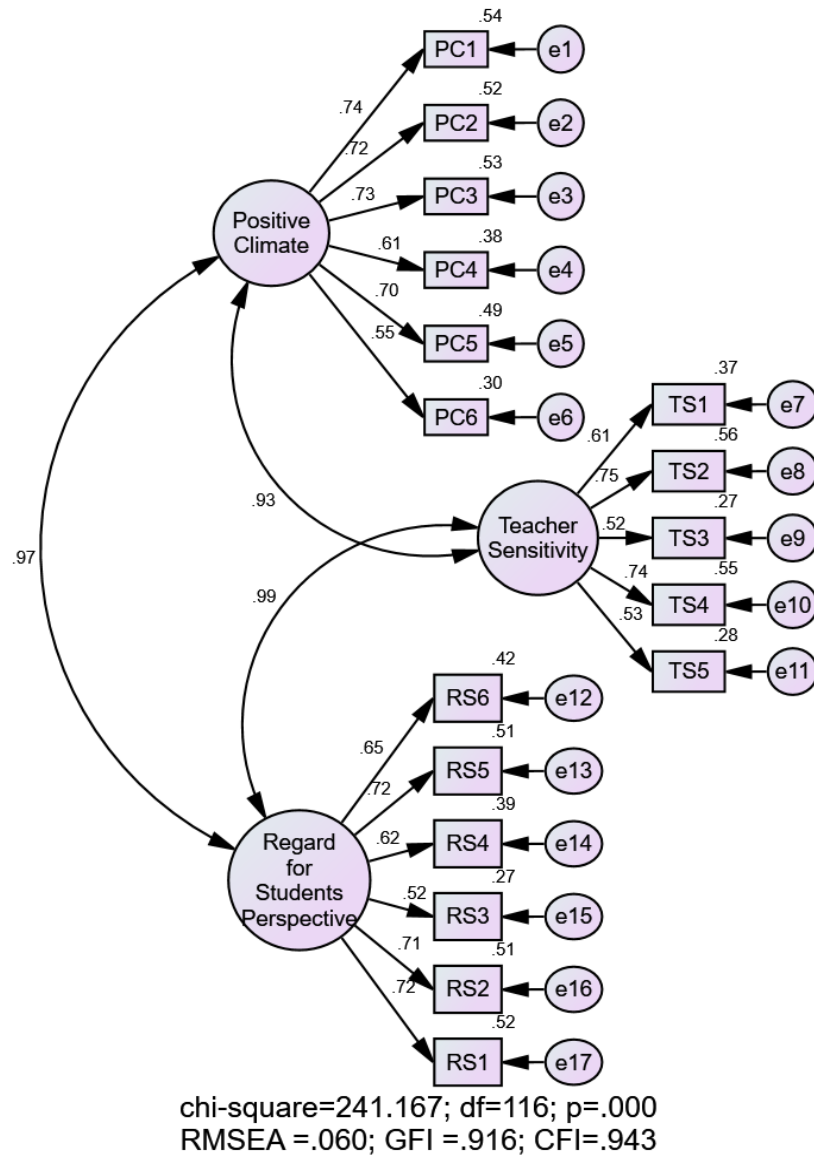 .54
PC1
e1
.74
.52
PC2
e2
.72
.53
PC3
e3
.73
Positive
Climate
.38
PC4
e4
.61
.49
PC5
e5
.70
.30
PC6
e6
.55
.37
TS1
e7
.61
.56
TS2
e8
.75
.27
TS3
e9
.52
Teacher
Sensitivity
.55
TS4
e10
.74
.28
TS5
e11
.53
.93
.97
.99
.42
RS6
e12
.65
.51
RS5
e13
.72
.39
RS4
e14
.62
Regard
for
Students
Perspective
.27
RS3
e15
.52
.51
RS2
e16
.71
.52
RS1
e17
.72
chi-square=241.167; df=116; p=.000
RMSEA =.060; GFI =.916; CFI=.943